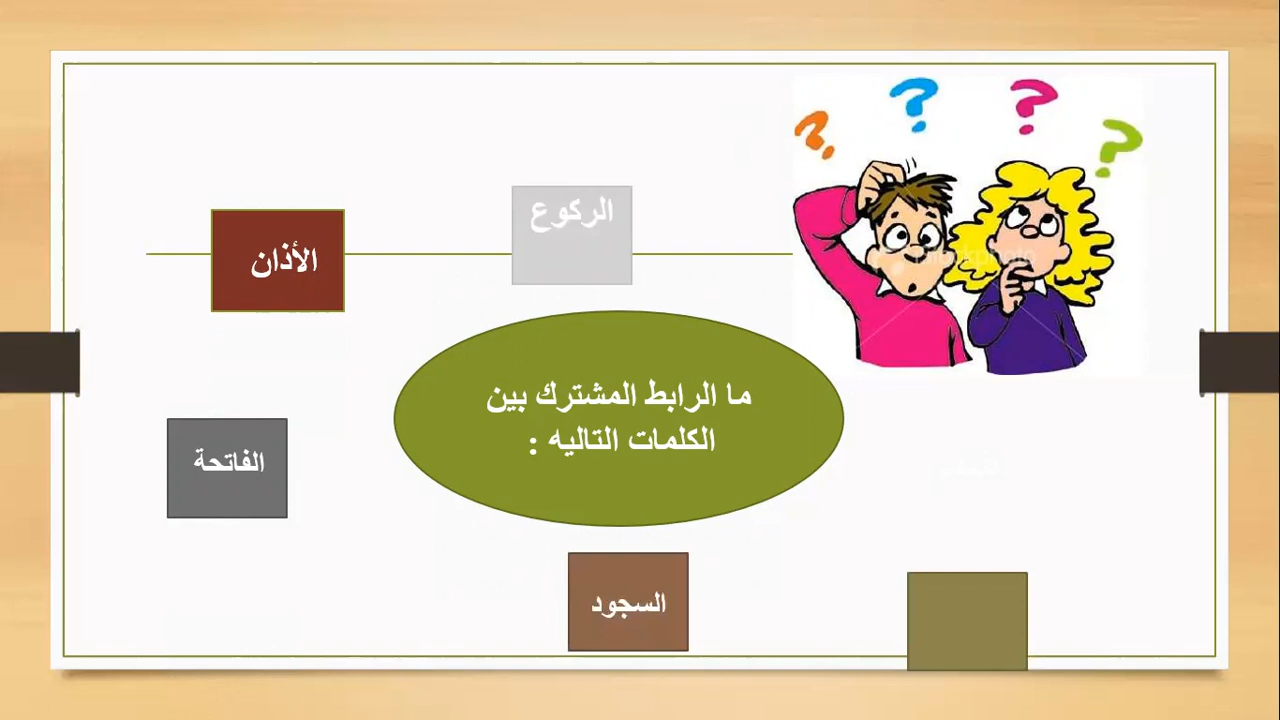 الركوع
الأذان
ما الرابط المشترك بين
الكلمات التاليه :
الفاتحة
السجود